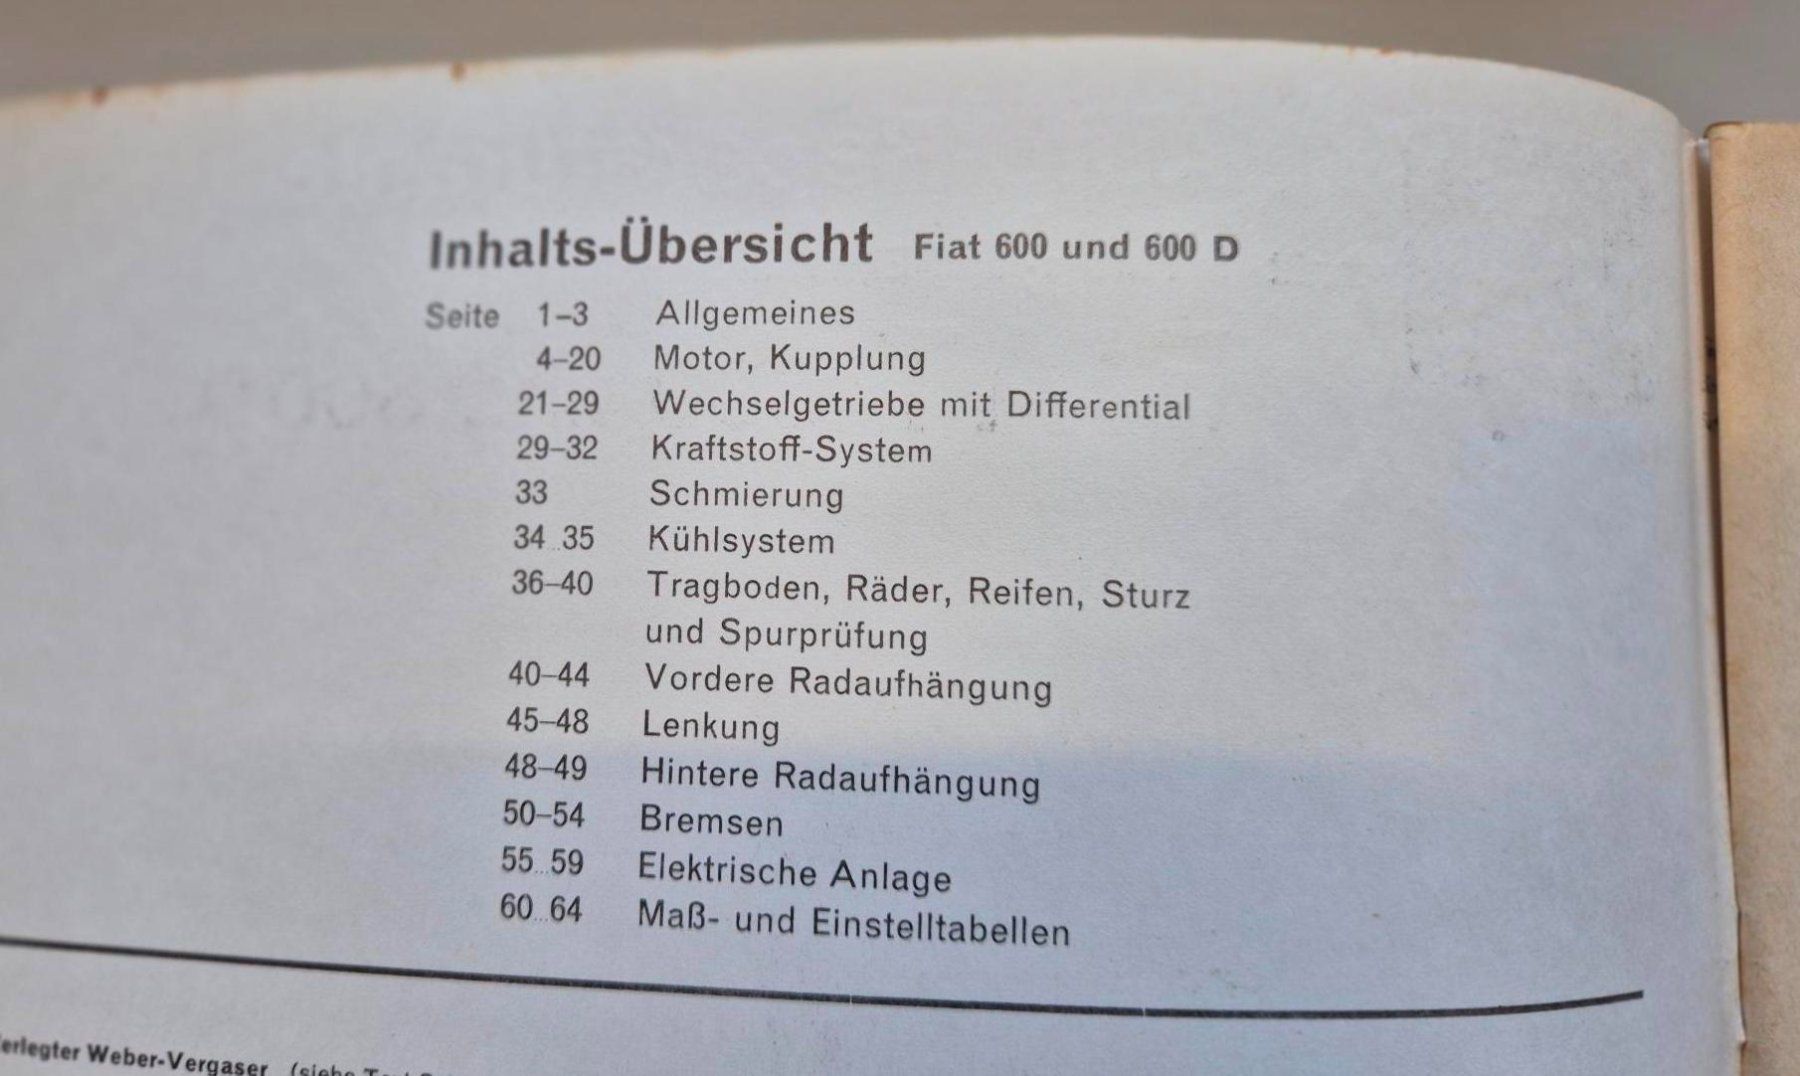 Inhalts-Übersicht Fiat 600 und 600 D
Seite 1–3 Allgemeines
4–20 Motor, Kupplung
21–29 Wechselgetriebe mit Differential
29–32 Kraftstoff-System
33 Schmierung
34 35 Kühlsystem
36–40 Tragboden, Räder, Reifen, Sturz
und Spurprüfung
40–44 Vordere Radaufhängung
45–48 Lenkung
48–49 Hintere Radaufhängung
50–54 Bremsen
55 59 Elektrische Anlage
60 64 Maß- und Einstelltabellen
erlegter Weber-Vergaser (siehe